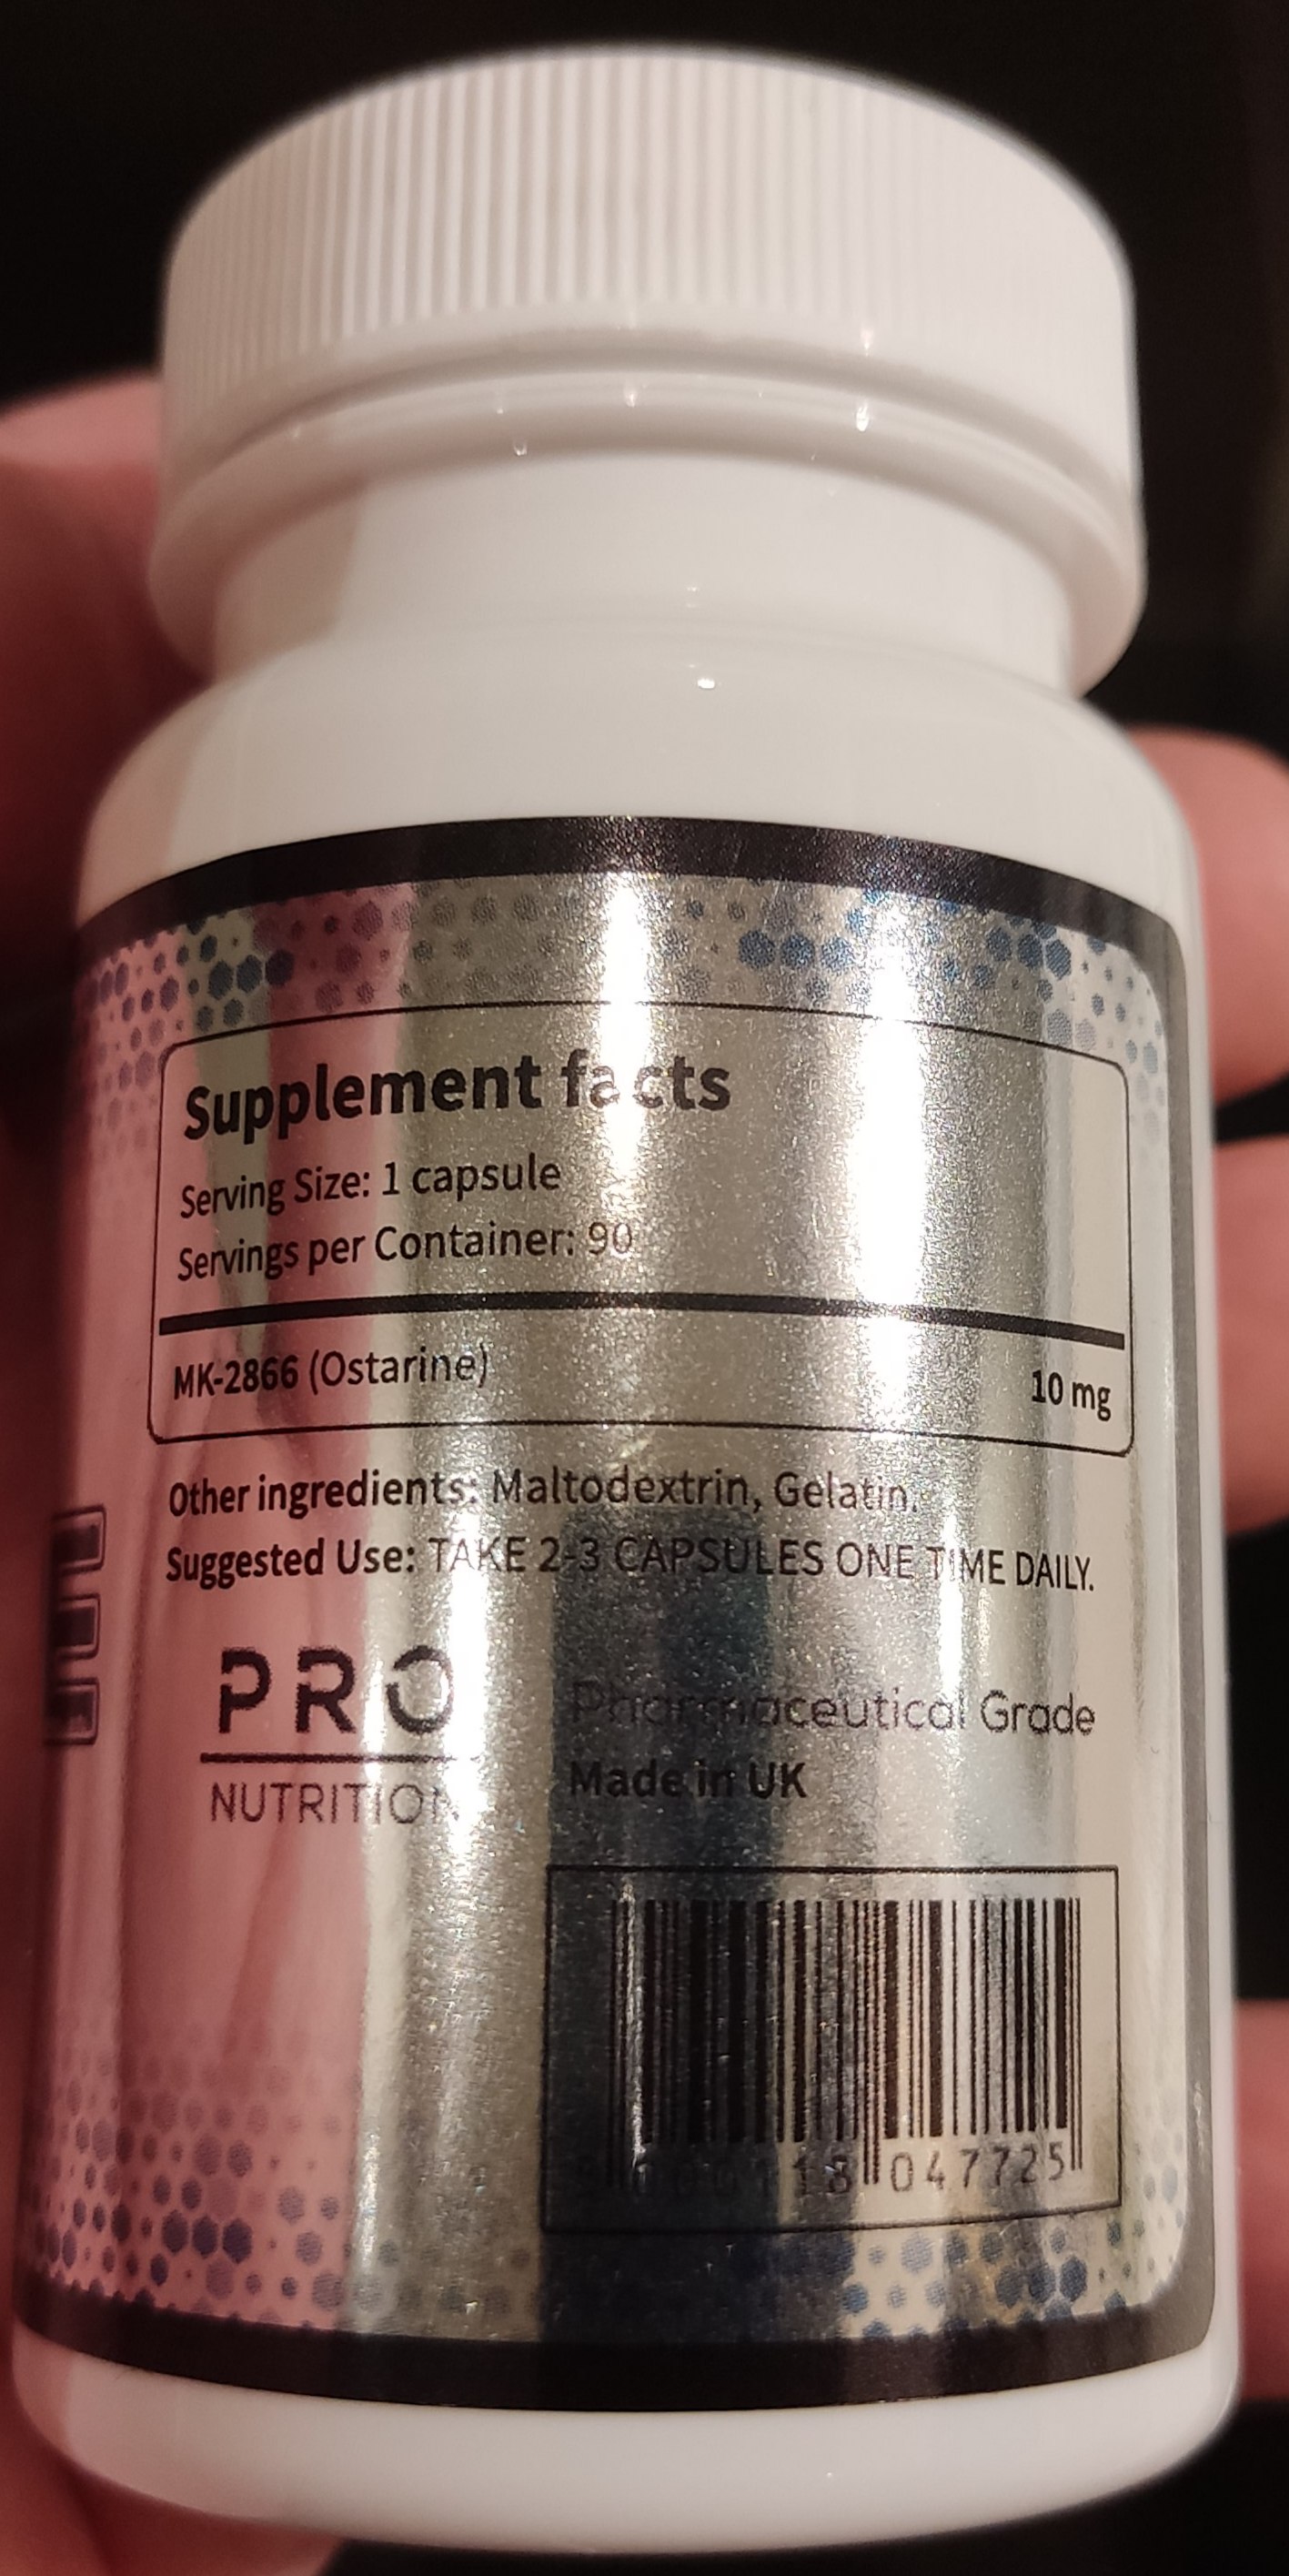 Supplement facts
Serving Size: 1 capsule
Servings per Container: 90
MK-2866 (Ostarine) 10 mg
Other ingredients: Maltodextrin, Gelatin.
Suggested Use: TAKE 2-3 CAPSULES ONE TIME DAILY.
PRO
NUTRITION
Pharmaceutical Grade
Made in UK
047725